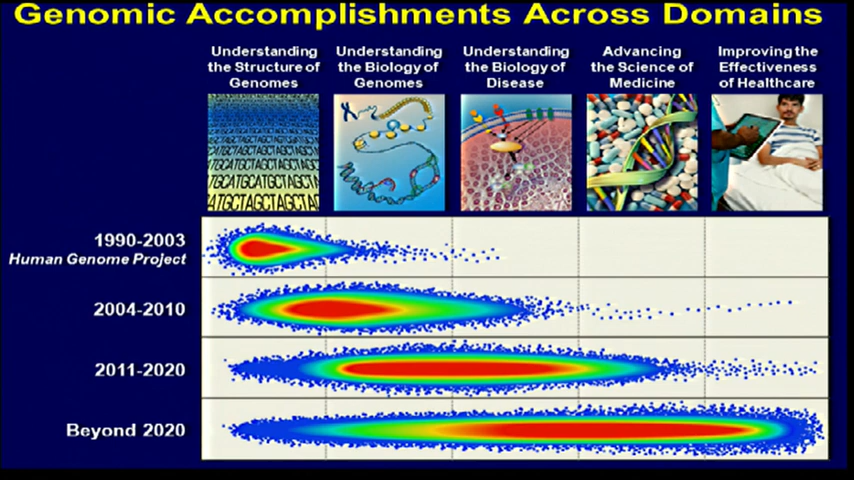 Genomic Accomplishments Across Domains
Understanding
the Structure of
Genomes
Understanding
the Biology of
Genomes
Understanding
the Biology of
Disease
Advancing
the Science of
Medicine
Improving the
Effectiveness
of Healthcare
1990-2003
Human Genome Project
2004-2010
2011-2020
Beyond 2020